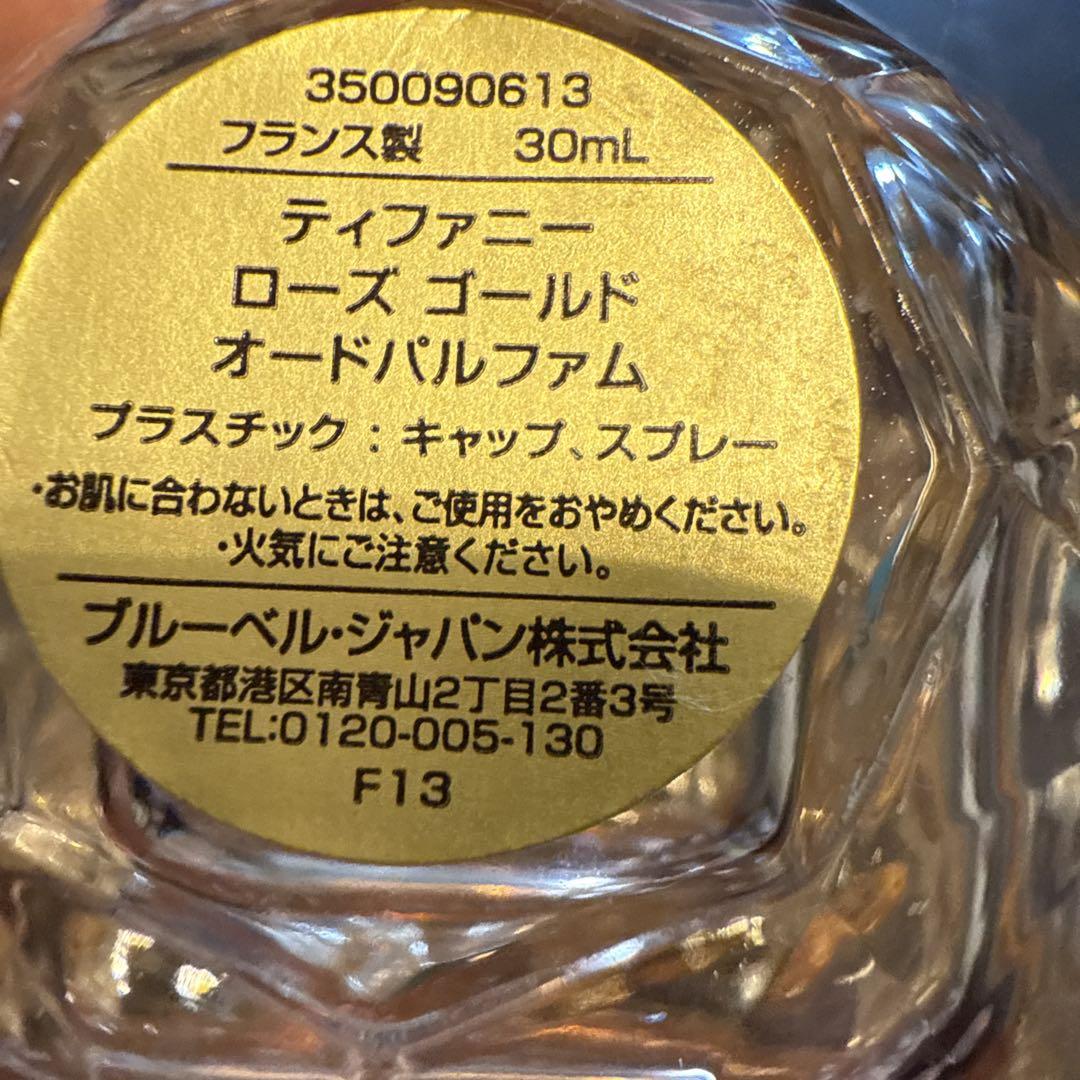 350090613
フランス製 30mL
ティファニー
ローズ ゴールド
オードパルファム
プラスチック：キャップ、スプレー
・お肌に合わないときは、ご使用をおやめください。
・火気にご注意ください。
ブルーベル・ジャパン株式会社
東京都港区南青山2丁目2番3号
TEL:0120-005-130
F13